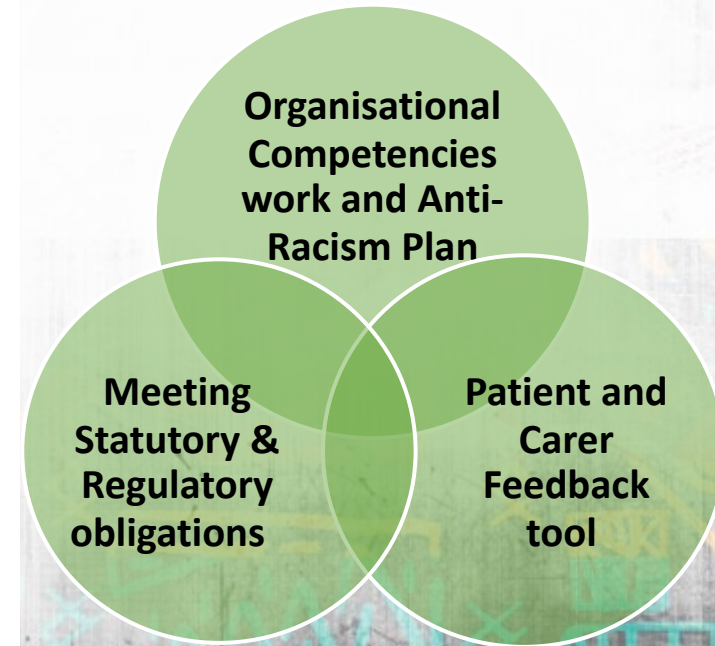 Organisational
Competencies
work and Anti-
Racism Plan
Meeting
Statutory &
Regulatory
obligations
Patient and
Carer
Feedback
tool